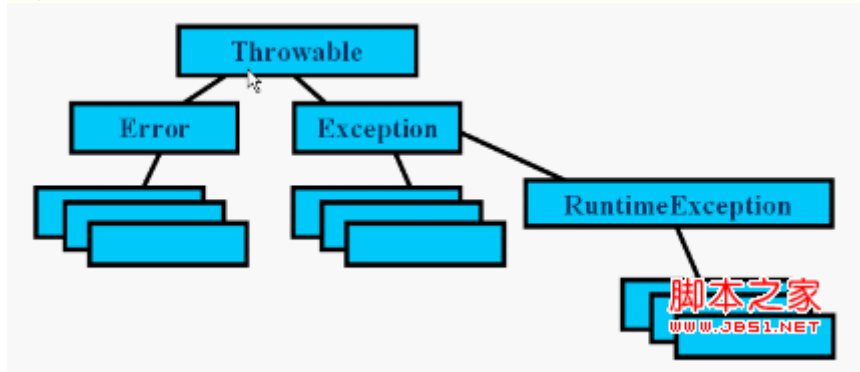 Throwable
Error
Exception
RuntimeException
脚本之家
WWW.JB51.NET